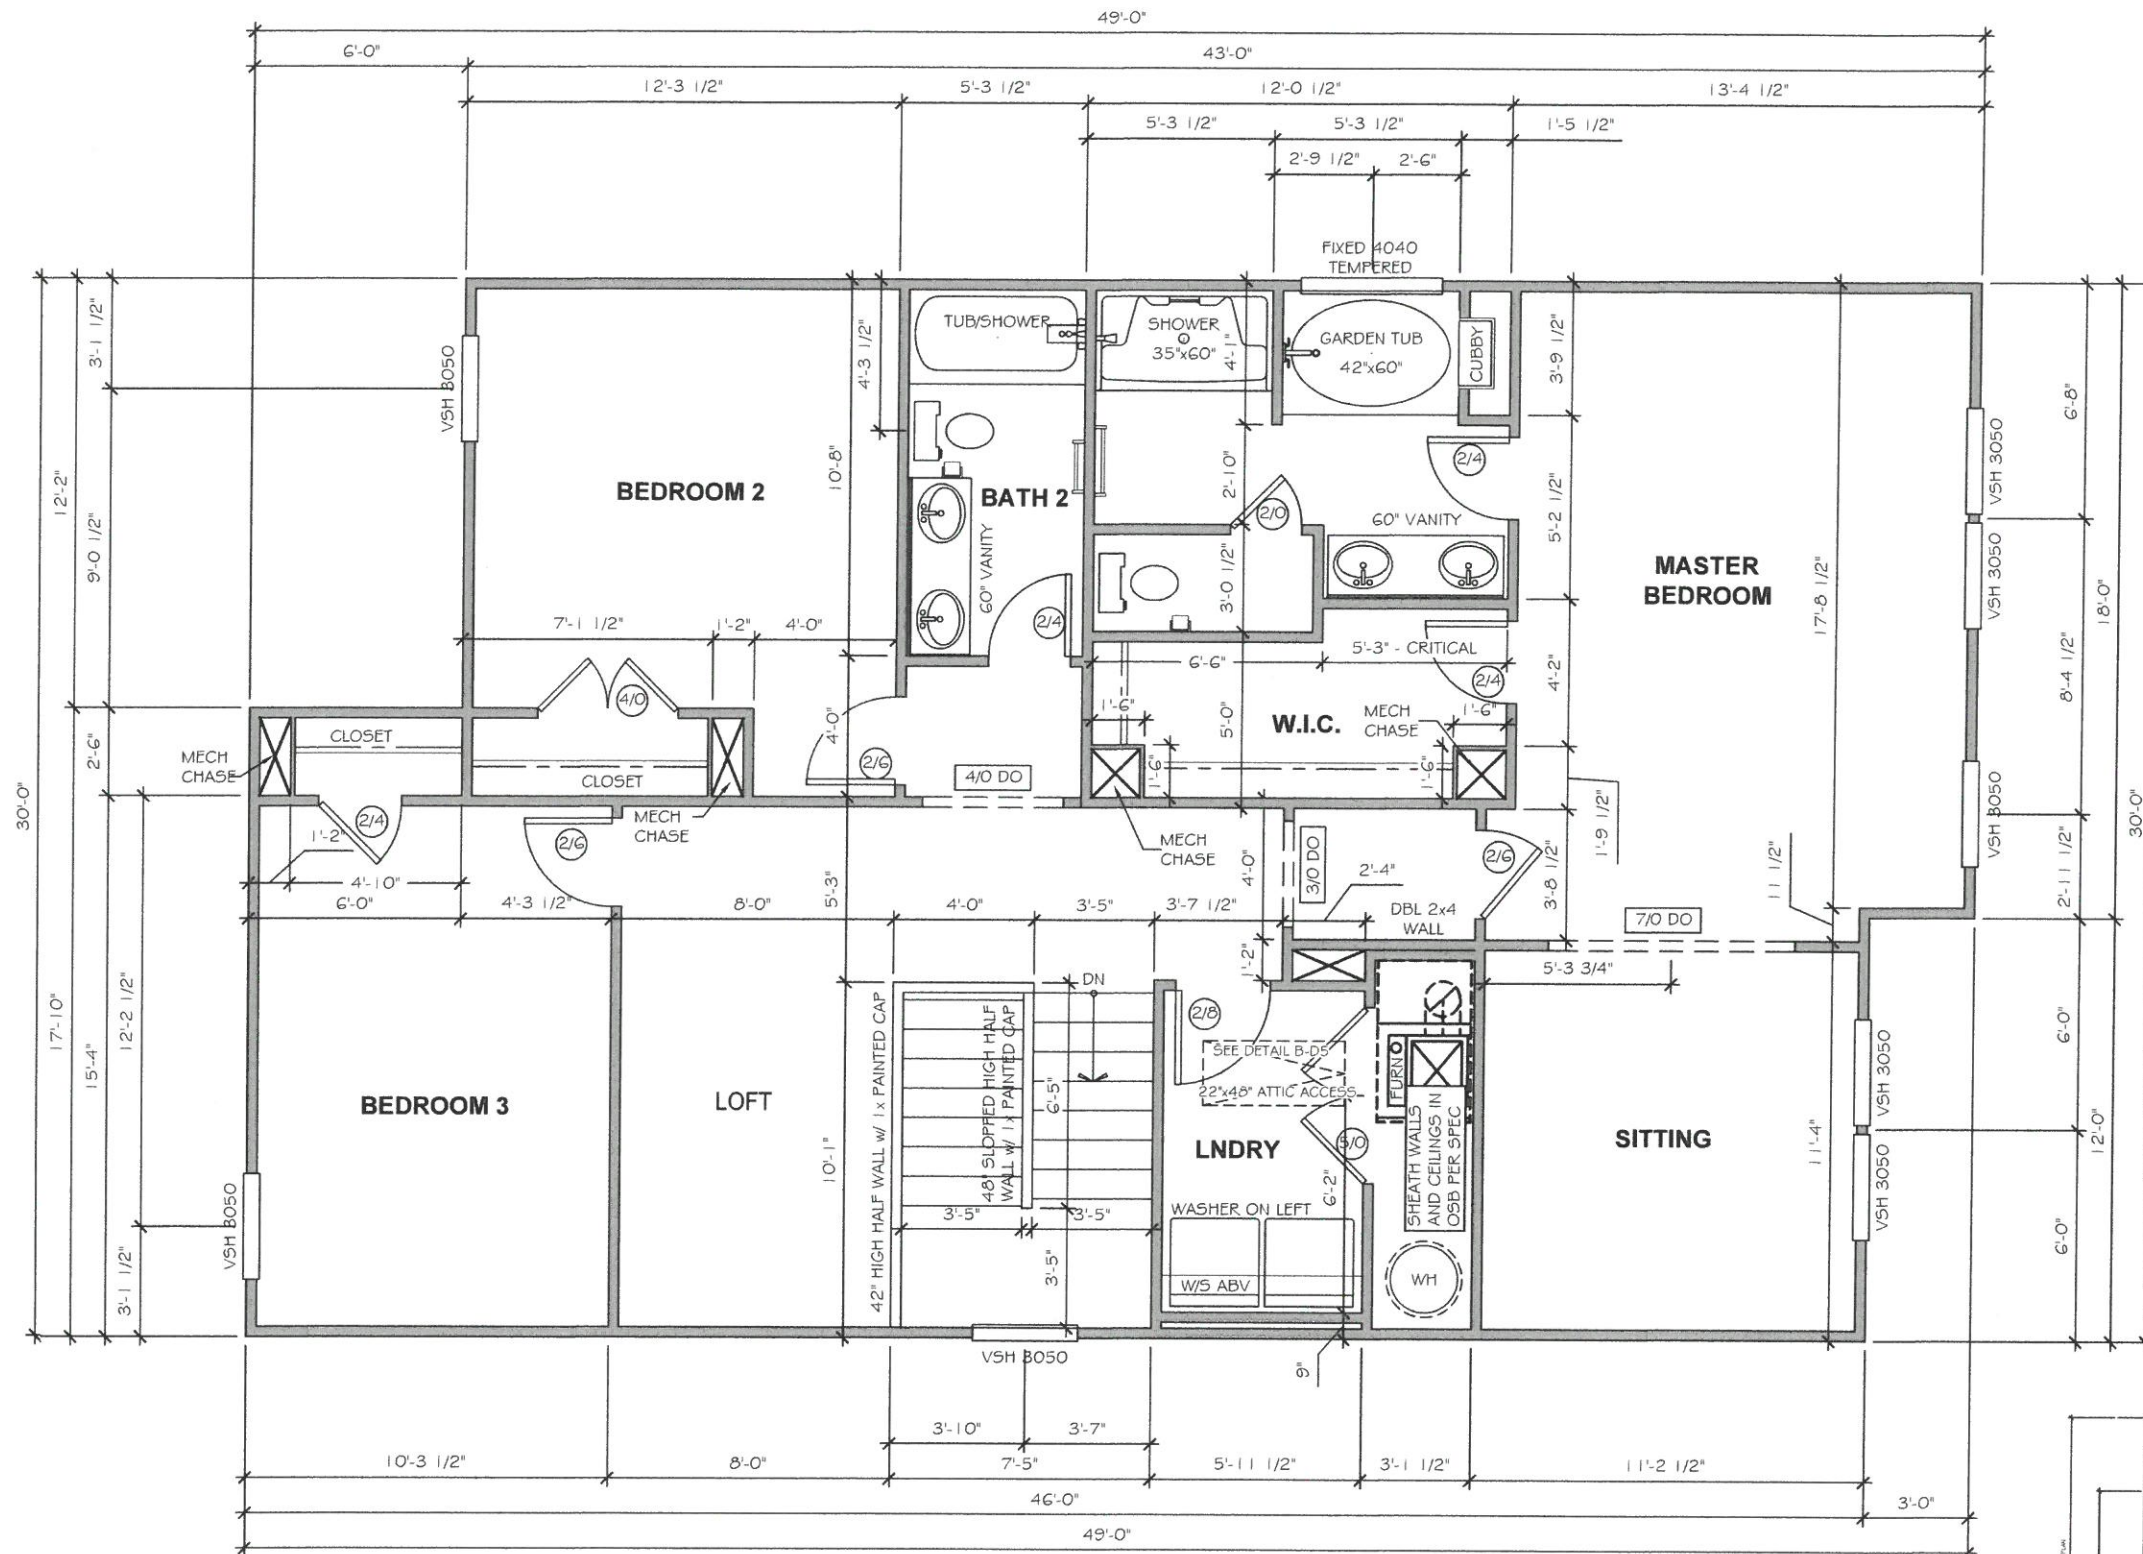 49'-0"
6'-0"
43'-0"
12'-3 1/2"
5'-3 1/2"
12'-0 1/2"
13'-4 1/2"
5'-3 1/2"
5'-3 1/2"
1'-5 1/2"
2'-9 1/2"
2'-6"
FIXED 4040
TEMPERED
30'-0"
12'-2"
17'-10"
3'-1 1/2"
9'-0 1/2"
2'-6"
15'-4"
12'-2 1/2"
3'-1 1/2"
VSH 3050
BEDROOM 2
10'-8"
4'-3 1/2"
TUB/SHOWER
BATH 2
60" VANITY
2/4
SHOWER
35"x60"
4'-1"
GARDEN TUB
42"x60"
CUBBY
3'-9 1/2"
2/4
2'-10"
2/0
60" VANITY
5'-2 1/2"
3'-0 1/2"
MASTER
BEDROOM
17'-8 1/2"
VSH 3050
VSH 3050
VSH 3050
6'-8"
8'-4 1/2"
2'-11 1/2"
18'-0"
30'-0"
7'-1 1/2"
1'-2"
4'-0"
4/0
4'-0"
2/6
4/0 DO
6'-6"
5'-3" - CRITICAL
2/4
4'-2"
1'-6"
5'-0"
W.I.C.
MECH
CHASE
1'-6"
1'-6"
1'-6"
MECH
CHASE
CLOSET
CLOSET
MECH
CHASE
MECH
CHASE
2/4
1'-2"
4'-10"
2/6
6'-0"
4'-3 1/2"
8'-0"
5'-3"
4'-0"
3'-5"
3'-7 1/2"
4'-0"
3/0 DO
2'-4"
2/6
DBL 2x4
WALL
3'-8 1/2"
1'-9 1/2"
11 1/2"
7/0 DO
5'-3 3/4"
1'-2"
DN
2/8
SEE DETAIL B-D5
22"x48" ATTIC ACCESS
FURN
BEDROOM 3
LOFT
10'-1"
42" HIGH HALF WALL w/ 1x PAINTED CAP
48" SLOPPED HIGH HALF
WALL w/ 1x PAINTED CAP
6'-5"
3'-5"
3'-5"
3'-5"
LNDRY
5/0
6'-2"
WASHER ON LEFT
W/S ABV
SHEATH WALLS
AND CEILINGS IN
OSB PER SPEC
WH
SITTING
11'-4"
VSH 3050
VSH 3050
6'-0"
6'-0"
12'-0"
VSH 3050
VSH 3050
9"
3'-10"
3'-7"
10'-3 1/2"
8'-0"
7'-5"
5'-11 1/2"
3'-1 1/2"
11'-2 1/2"
46'-0"
3'-0"
49'-0"